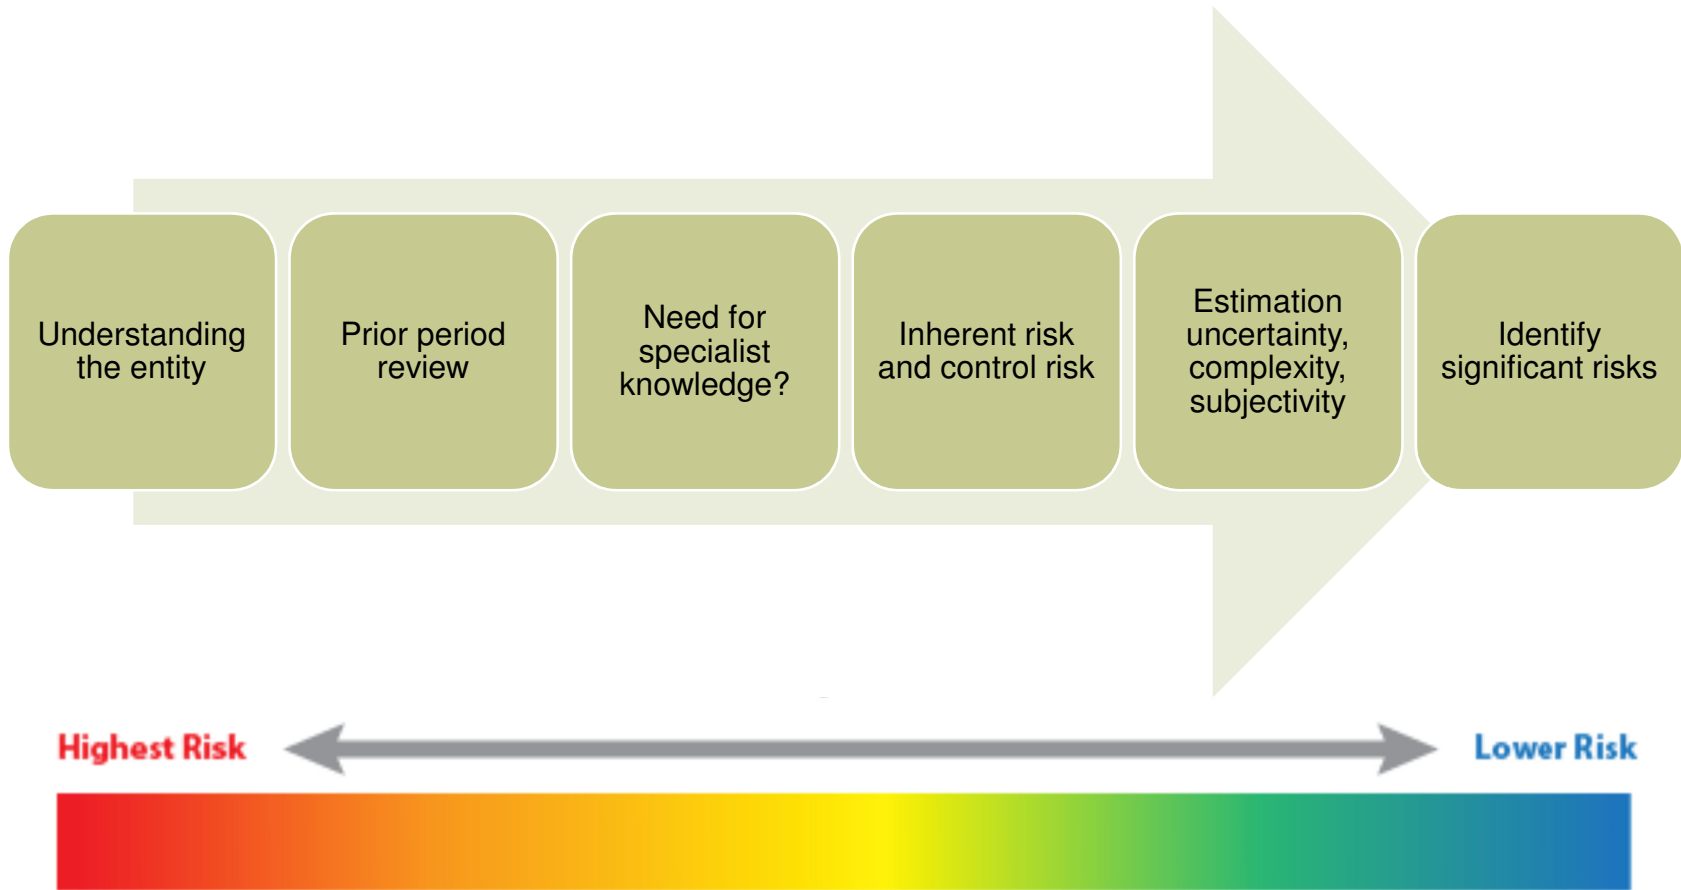 Understanding
the entity
Prior period
review
Need for
specialist
knowledge?
Inherent risk
and control risk
Estimation
uncertainty,
complexity,
subjectivity
Identify
significant risks
Highest Risk
Lower Risk